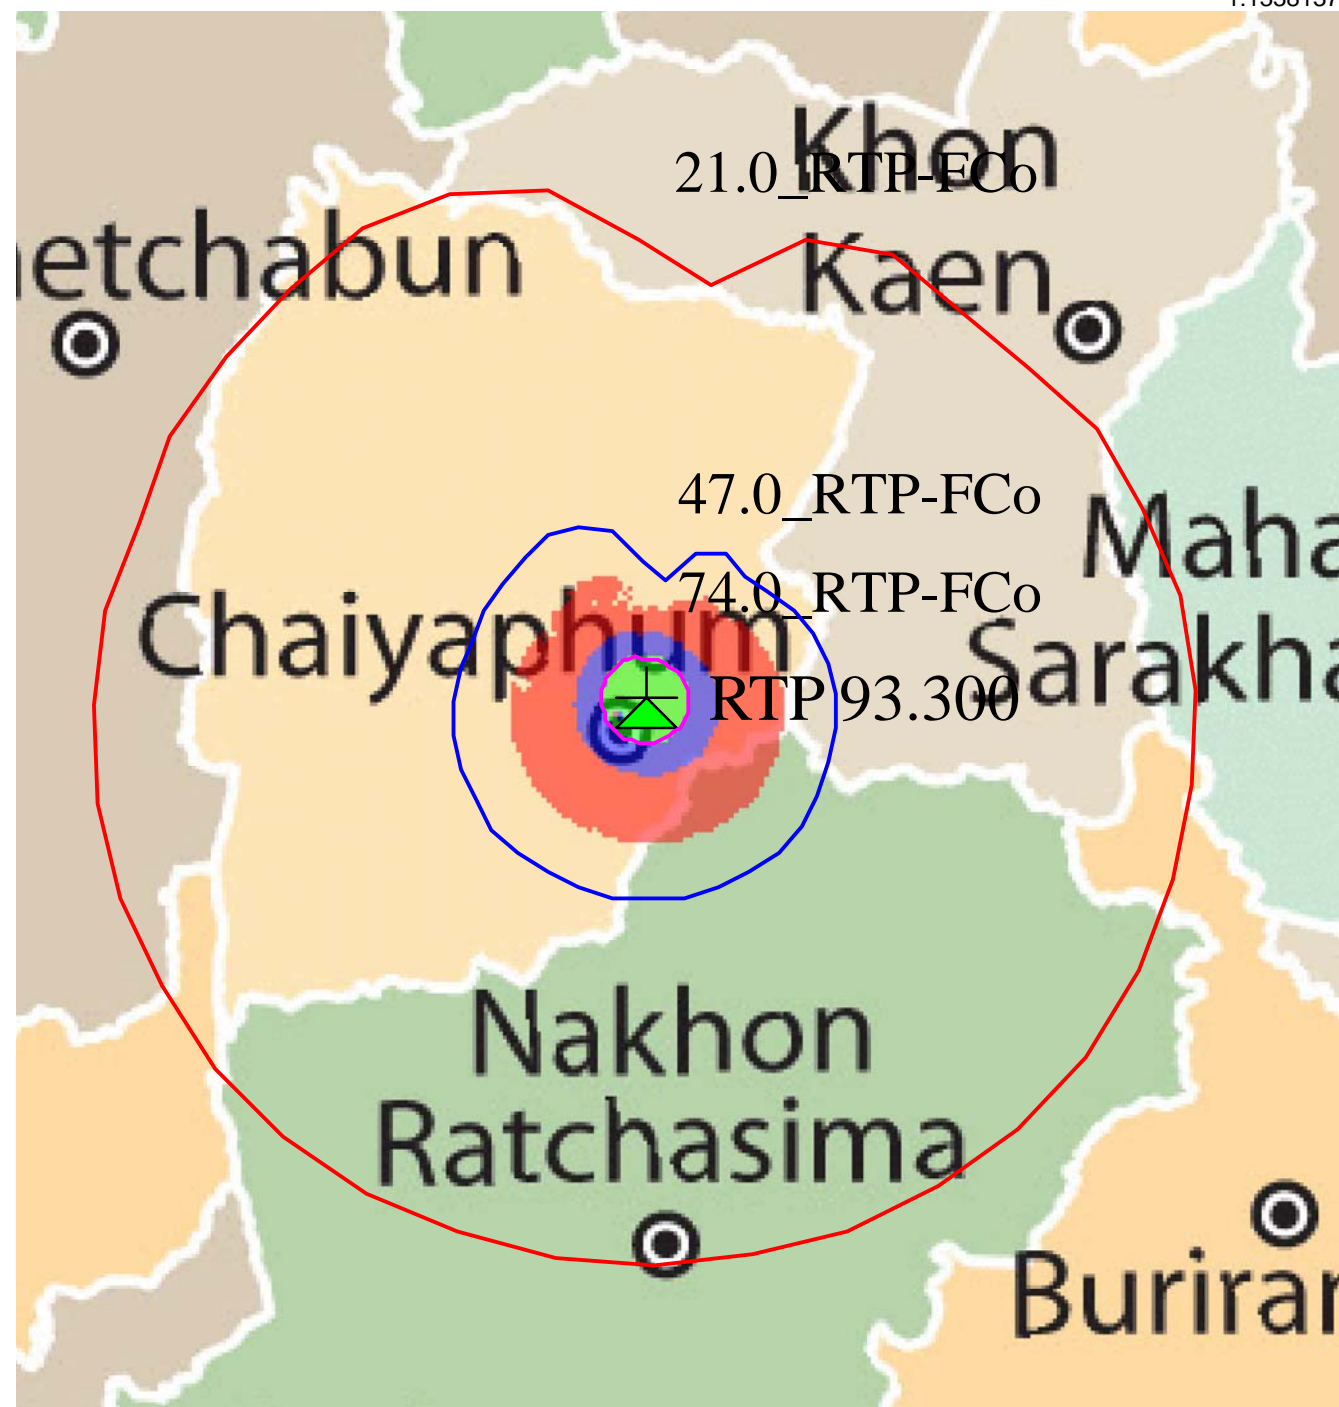 Khon
21.0_RTP-FCo
etchabun
Kaen
47.0_RTP-FCo
Maha
74.0_RTP-FCo
Chaiyaphum
Sarakha
RTP 93.300
Nakhon
Ratchasima
Burira